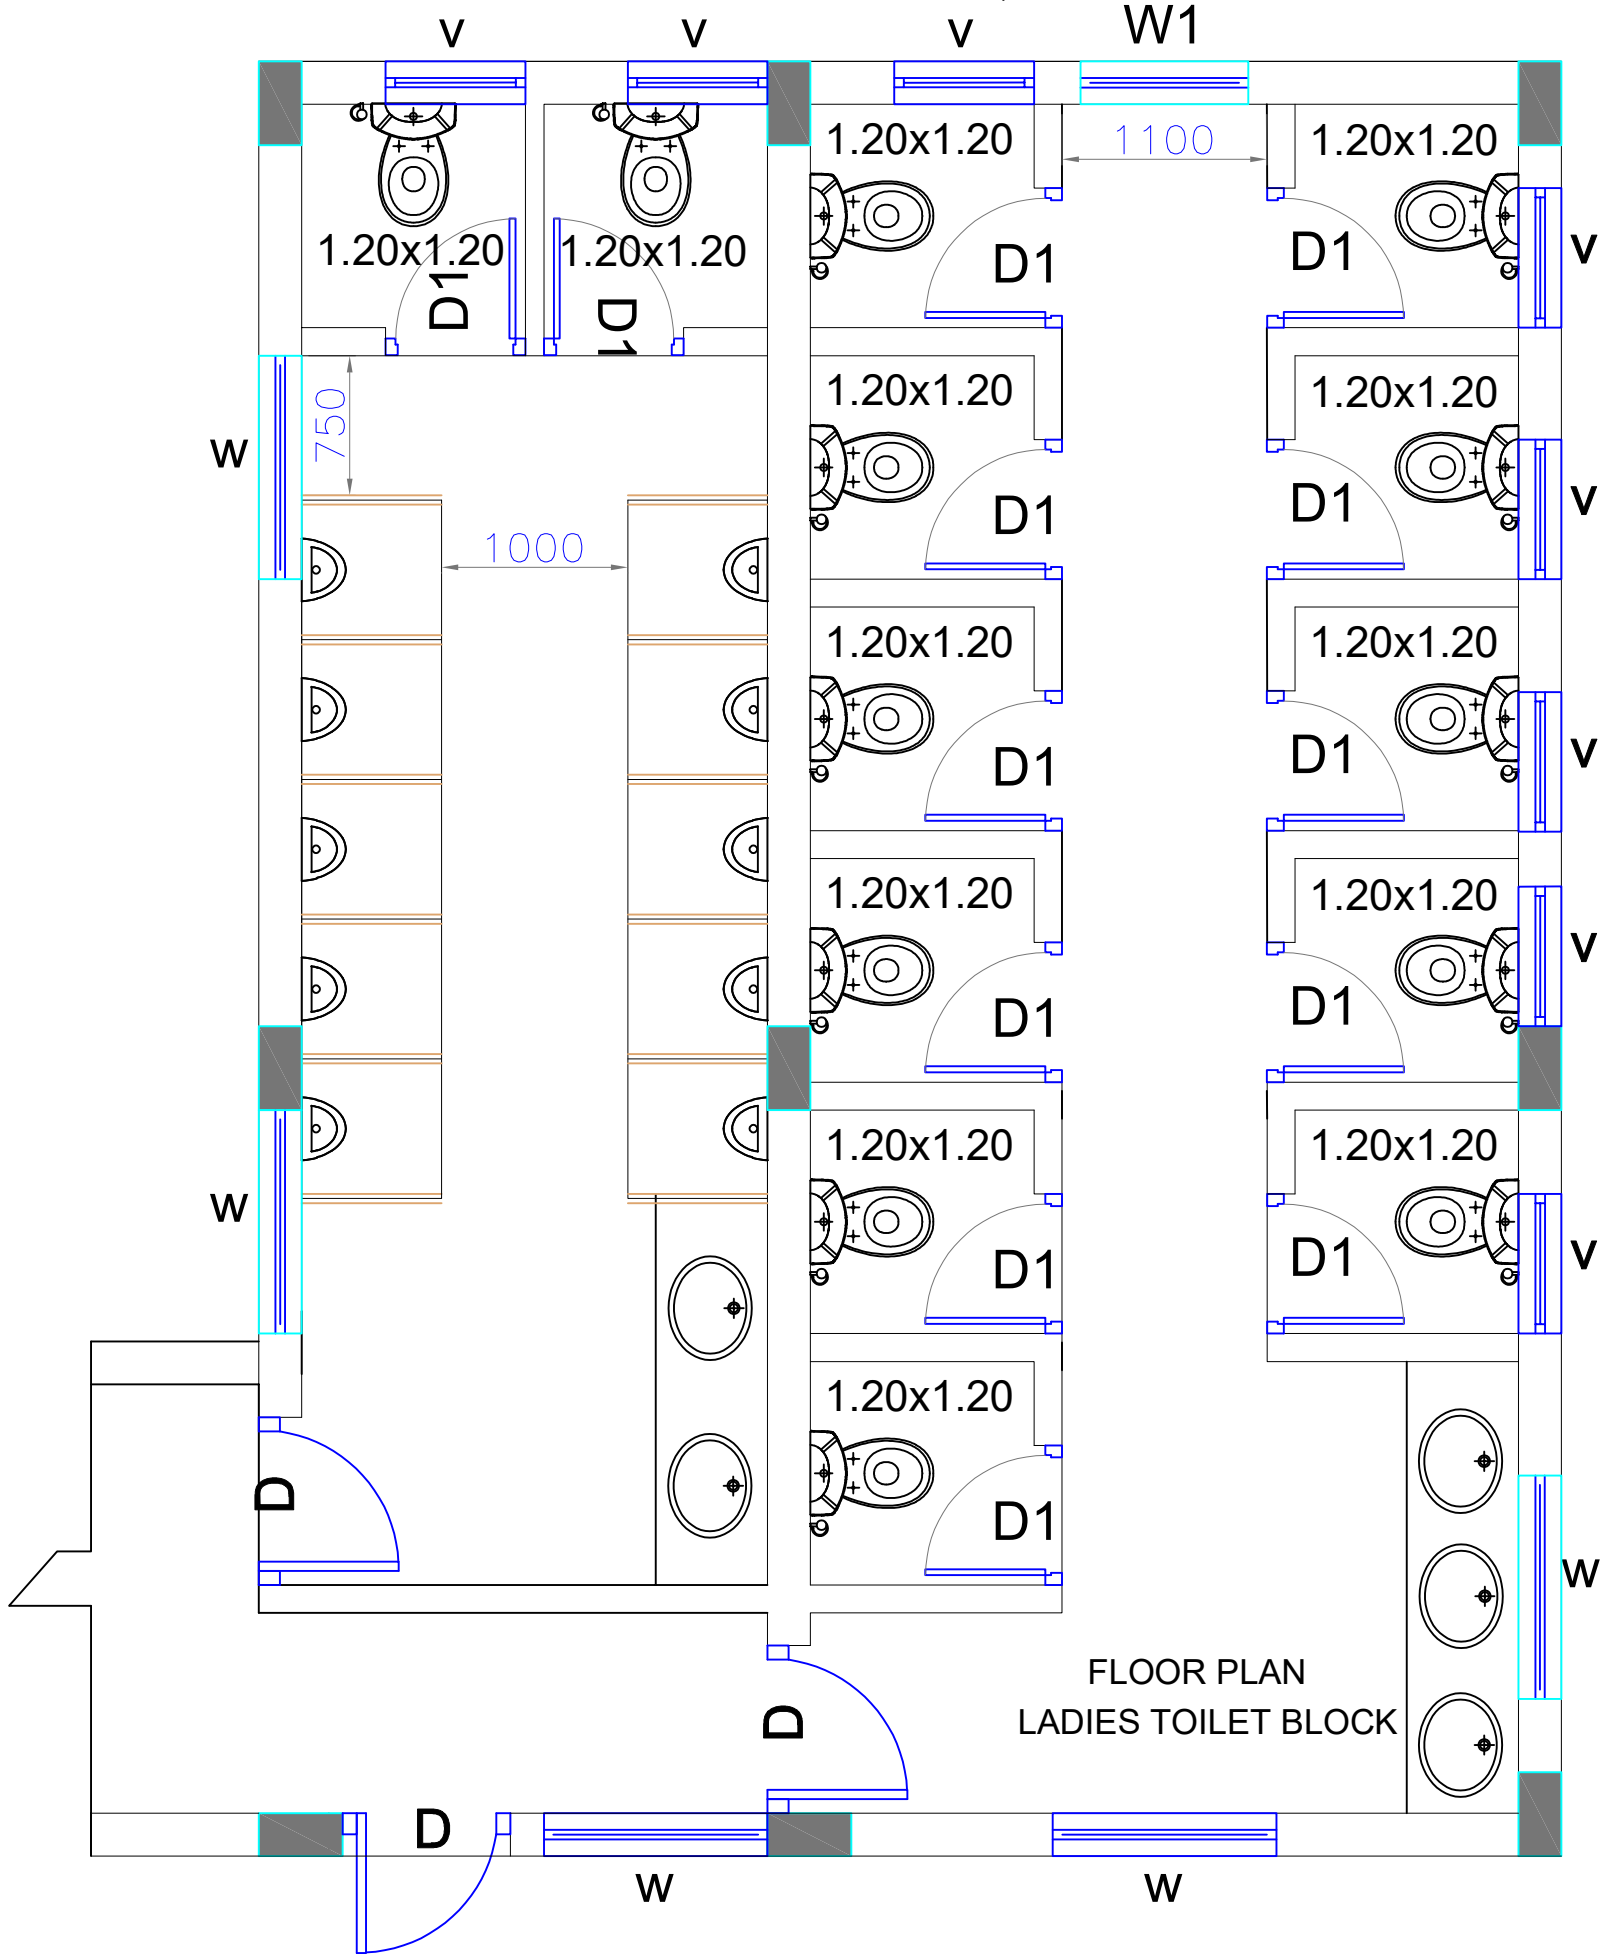 V V V W1
1.20x1.20 1100 1.20x1.20
1.20x1.20 1.20x1.20 D1 D1 V
D1 D1
1.20x1.20 1.20x1.20
750
W D1 D1 V
1000
1.20x1.20 1.20x1.20
D1 D1 V
1.20x1.20 1.20x1.20
D1 D1 V
1.20x1.20 1.20x1.20
W D1 D1 V
1.20x1.20
D D1
W
FLOOR PLAN
D LADIES TOILET BLOCK
D
W W